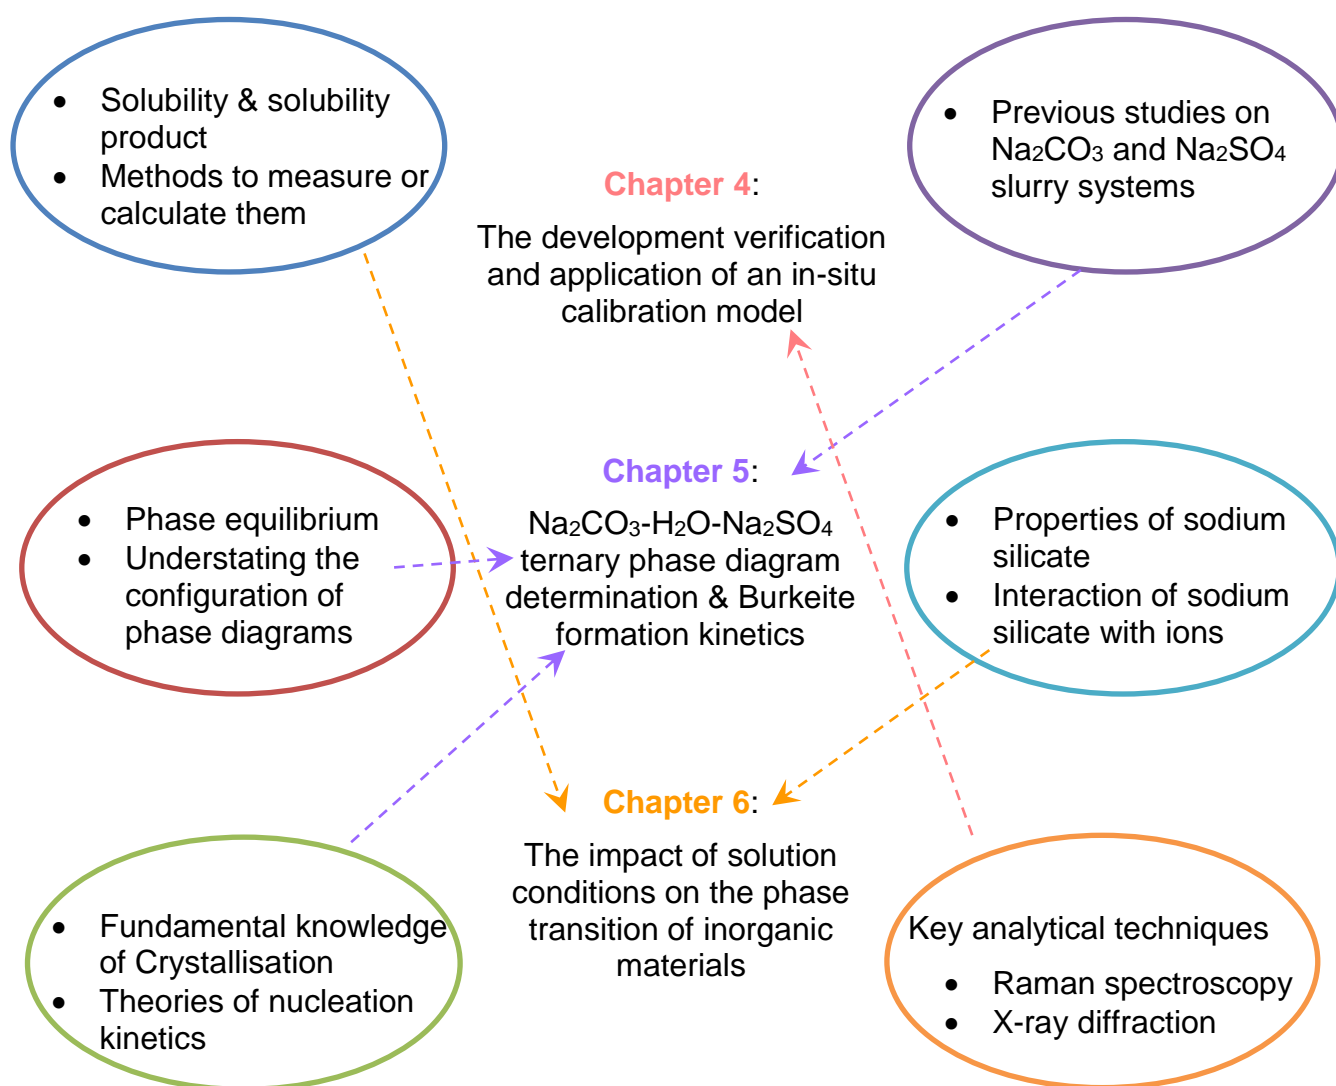 • Solubility & solubility
product
• Methods to measure or
calculate them
• Previous studies on
Na₂CO₃ and Na₂SO₄
slurry systems
Chapter 4:
The development verification
and application of an in-situ
calibration model
• Phase equilibrium
• Understating the
configuration of
phase diagrams
Chapter 5:
Na₂CO₃-H₂O-Na₂SO₄
ternary phase diagram
determination & Burkeite
formation kinetics
• Properties of sodium
silicate
• Interaction of sodium
silicate with ions
Chapter 6:
The impact of solution
conditions on the phase
transition of inorganic
materials
• Fundamental knowledge
of Crystallisation
• Theories of nucleation
kinetics
Key analytical techniques
• Raman spectroscopy
• X-ray diffraction